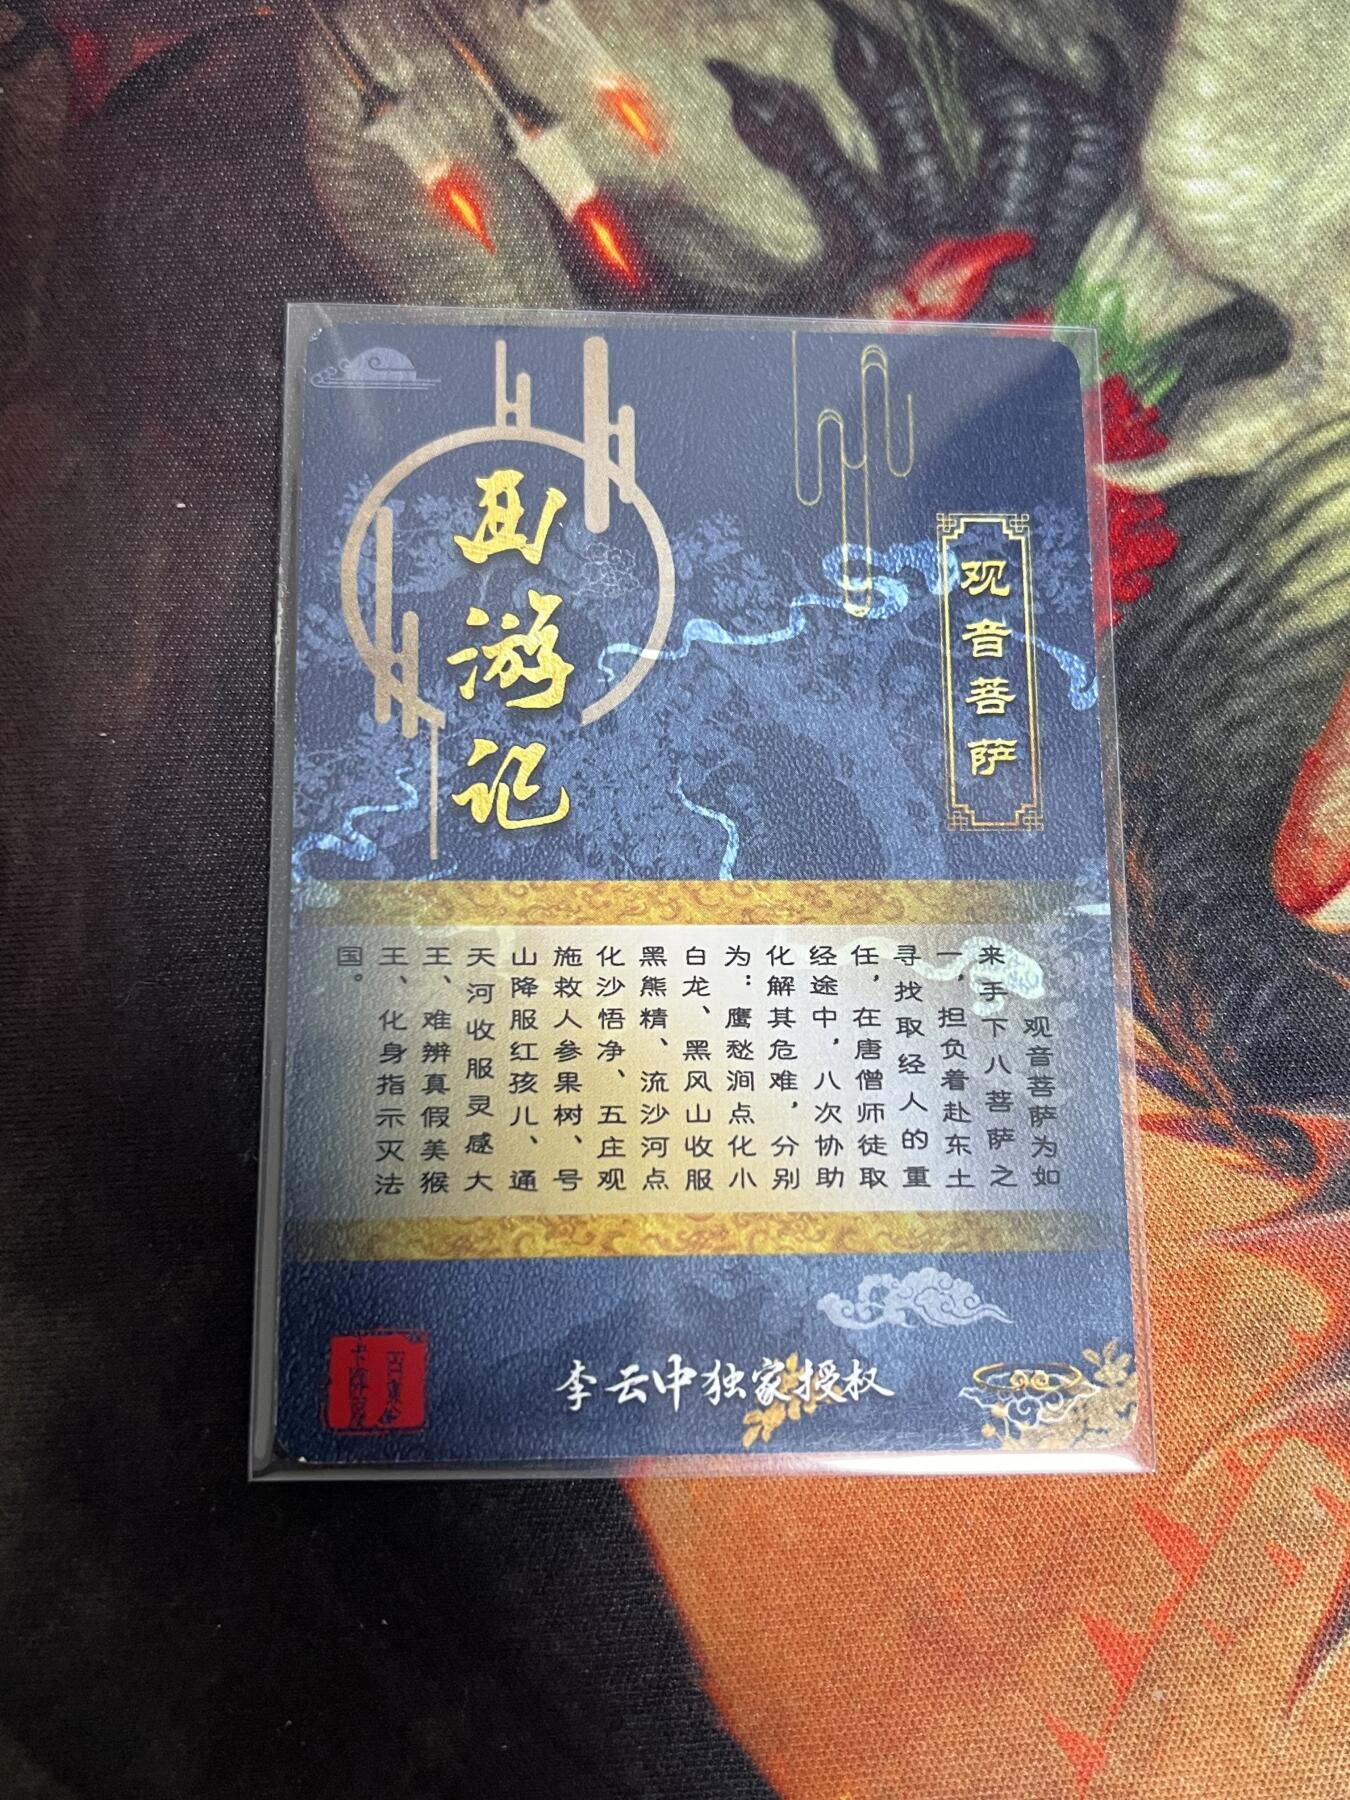 西游记
观音菩萨
观音菩萨为如
来手下八菩萨之
一，担负着赴东土
寻找取经人的重
任，在唐僧师徒取
经途中，八次协助
化解其危难，分别
为：鹰愁涧点化小
白龙、黑风山收服
黑熊精、流沙河点
化沙悟净、五庄观
施救人参果树、号
山降服红孩儿、通
天河收服灵感大
王、难辨真假美猴
王、化身指示灭法
国。
李云中独家授权